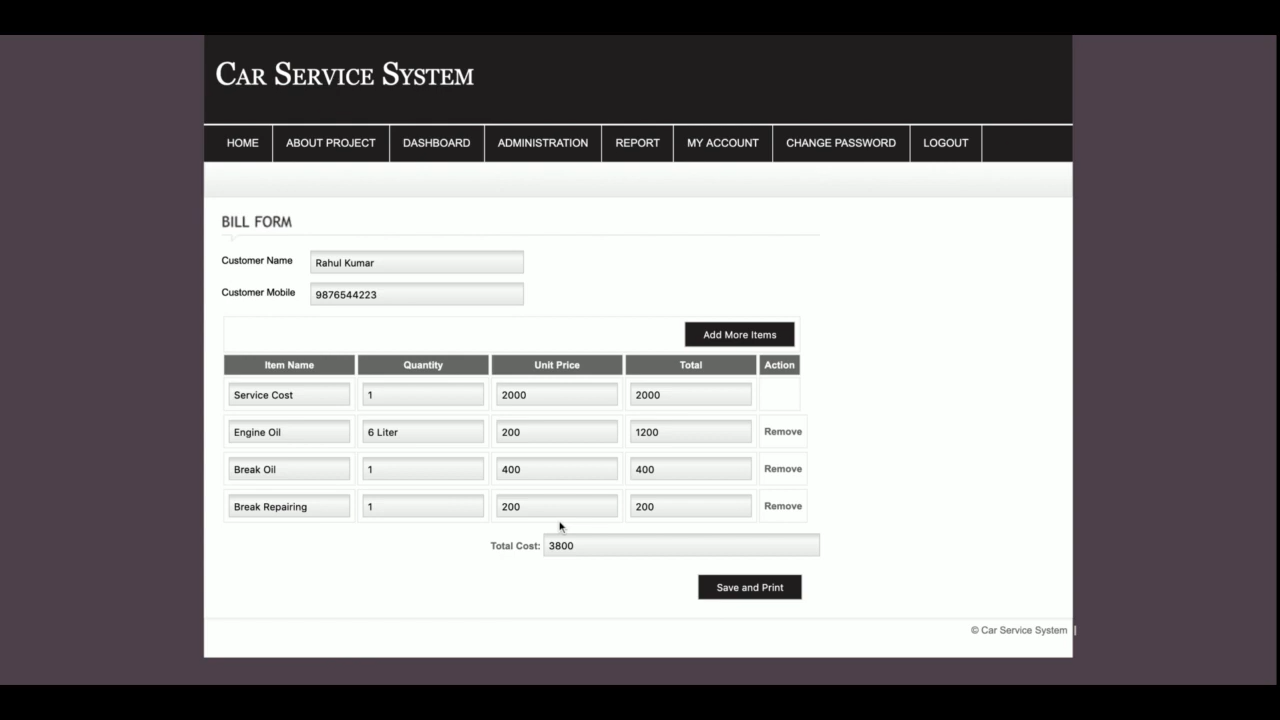 CAR SERVICE SYSTEM
HOME ABOUT PROJECT DASHBOARD ADMINISTRATION REPORT MY ACCOUNT CHANGE PASSWORD LOGOUT
BILL FORM
Customer Name Rahul Kumar
Customer Mobile 9876544223
Add More Items
Item Name Quantity Unit Price Total Action
Service Cost 1 2000 2000
Engine Oil 6 Liter 200 1200 Remove
Break Oil 1 400 400 Remove
Break Repairing 1 200 200 Remove
Total Cost: 3800
Save and Print
© Car Service System |